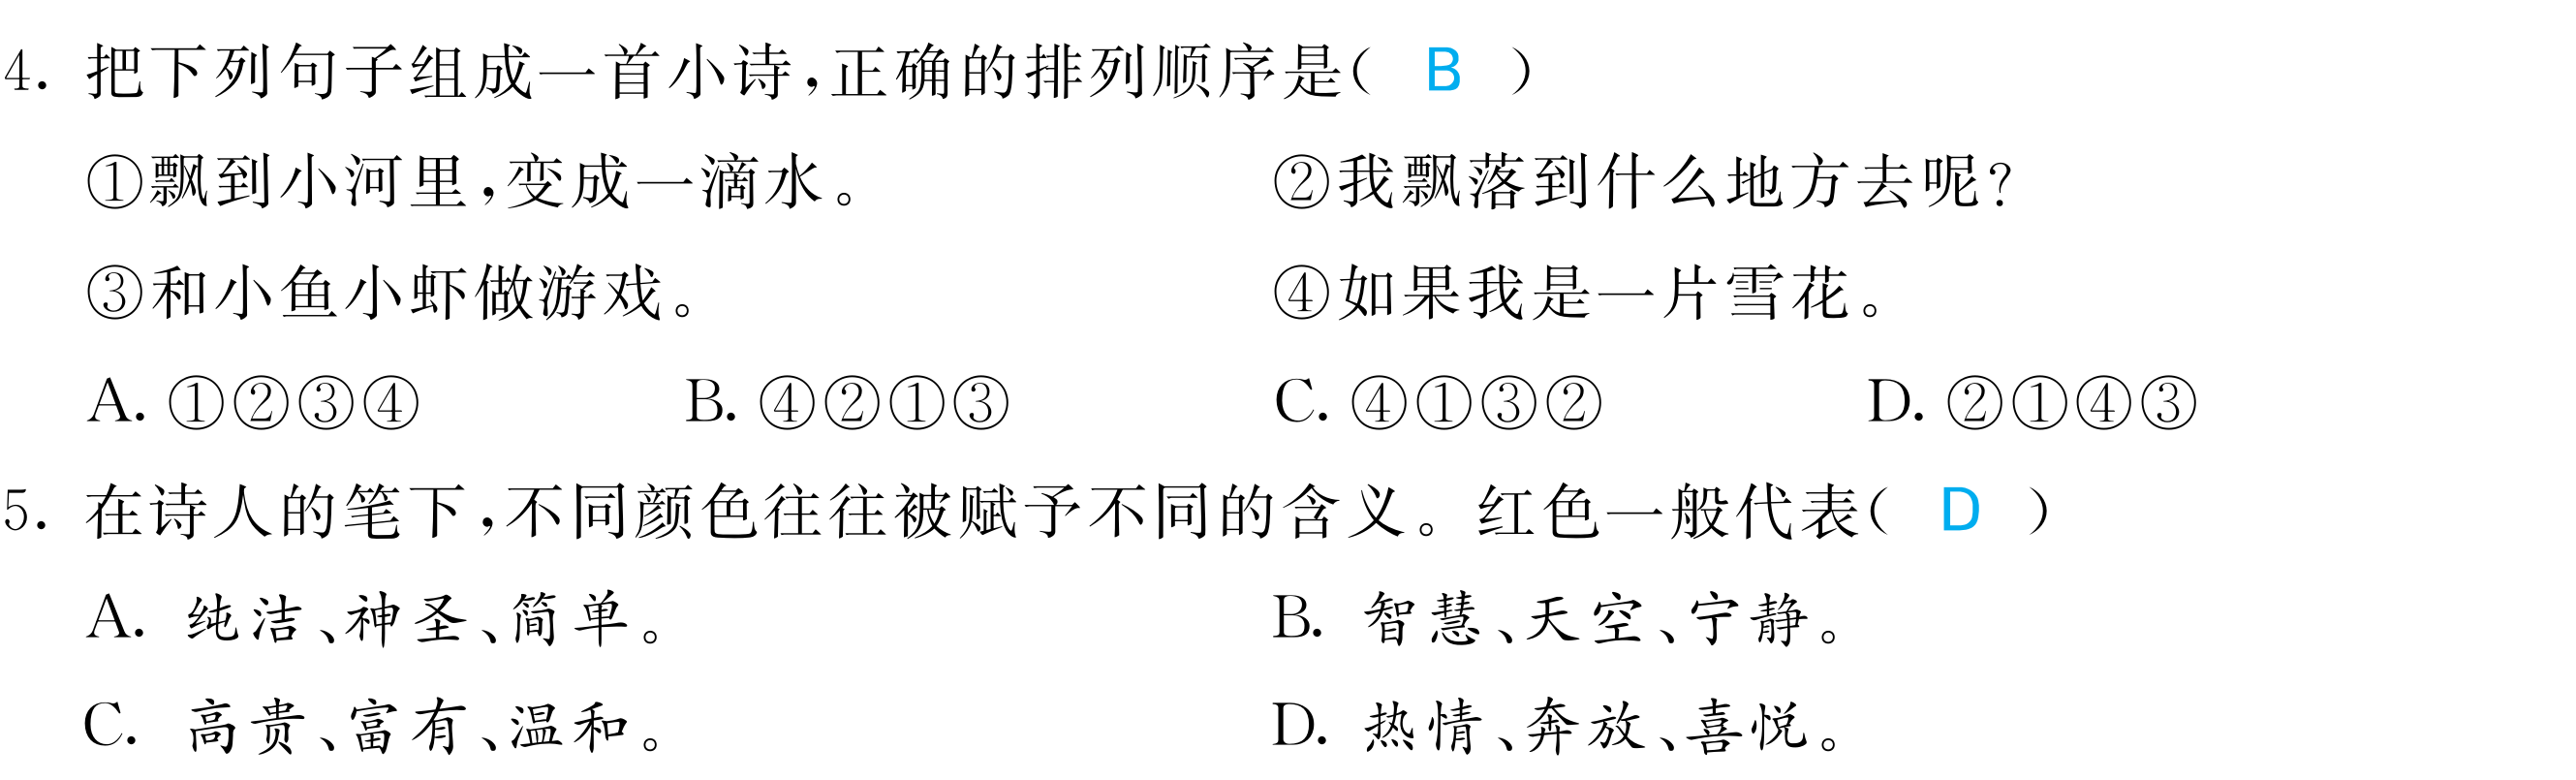 4. 把下列句子组成一首小诗,正确的排列顺序是( B )
①飘到小河里,变成一滴水。 ②我飘落到什么地方去呢?
③和小鱼小虾做游戏。 ④如果我是一片雪花。
A. ①②③④ B. ④②①③ C. ④①③② D. ②①④③
5. 在诗人的笔下,不同颜色往往被赋予不同的含义。红色一般代表( D )
A. 纯洁、神圣、简单。 B. 智慧、天空、宁静。
C. 高贵、富有、温和。 D. 热情、奔放、喜悦。